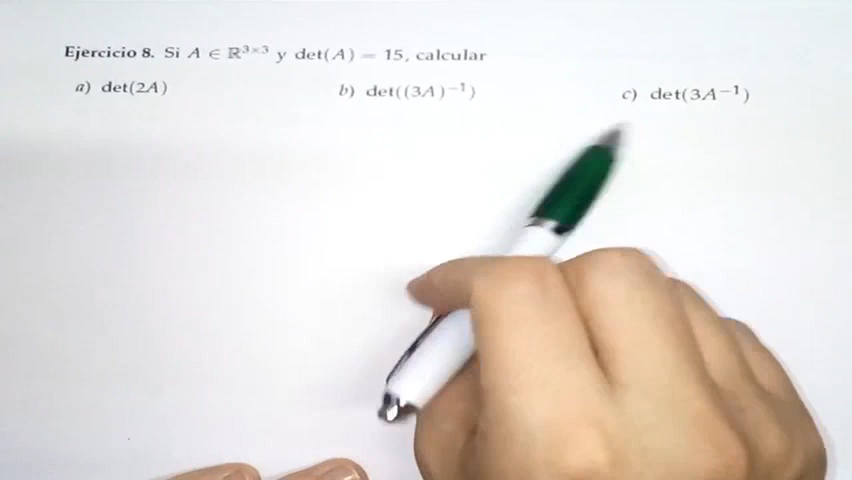 Ejercicio 8. Si A ∈ ℝ³ˣ³ y det(A) = 15, calcular
a) det(2A) b) det((3A)⁻¹) c) det(3A⁻¹)